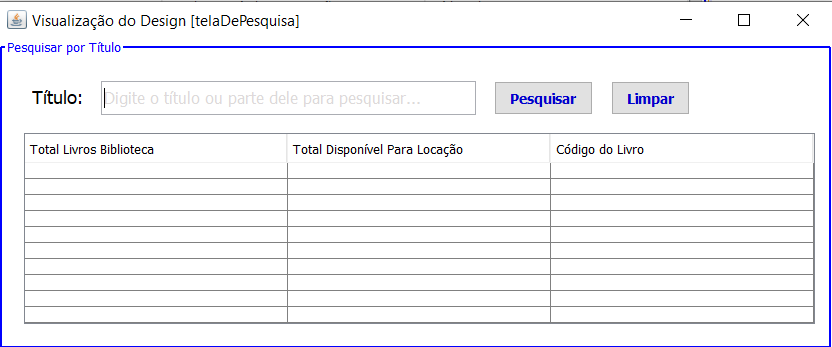 Visualização do Design [telaDePesquisa]
Pesquisar por Título
Título: Digite o título ou parte dele para pesquisar... Pesquisar Limpar
Total Livros Biblioteca Total Disponível Para Locação Código do Livro